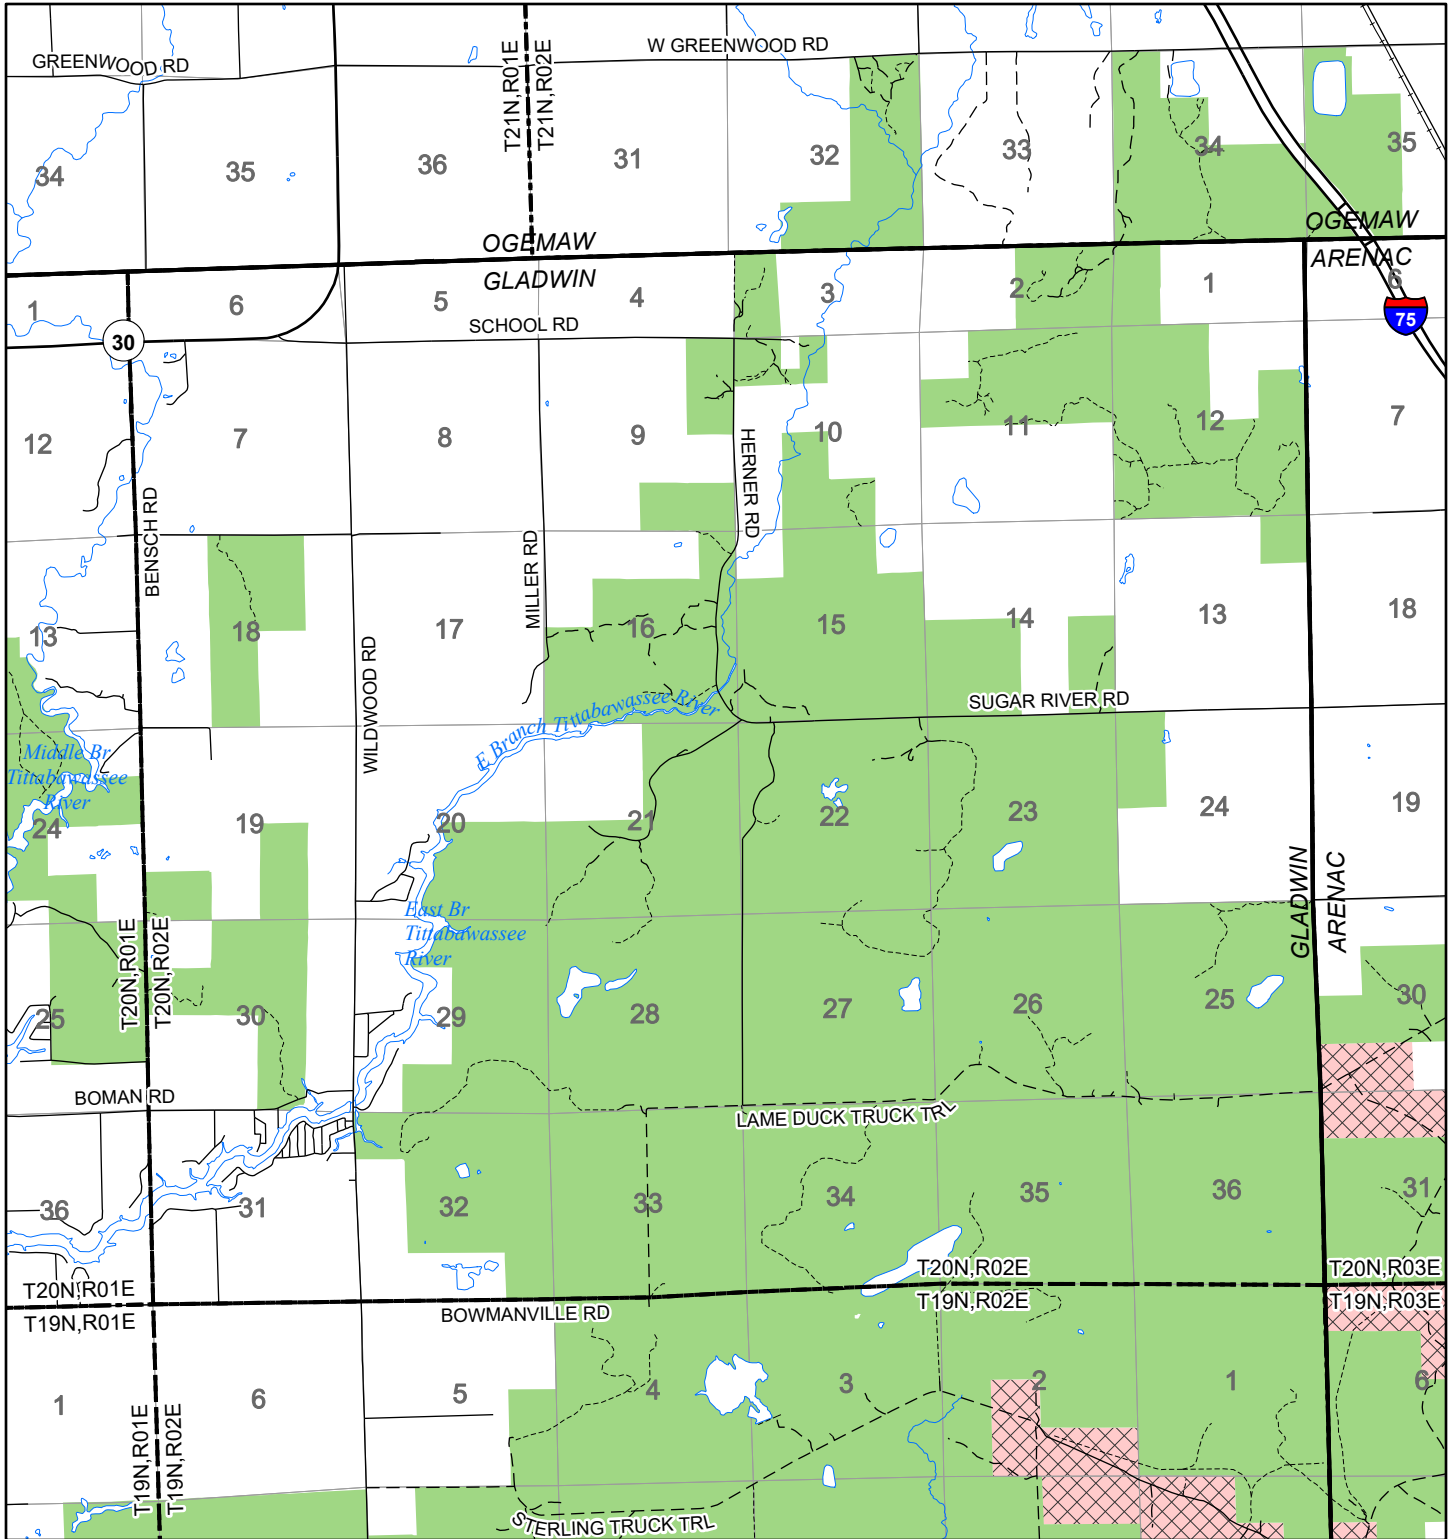 GREENWOOD RD
W GREENWOOD RD
T21N,R01E
T21N,R02E
34
35
36
31
32
33
34
35
OGEMAW
GLADWIN
OGEMAW
ARENAC
1
6
5
4
3
2
1
6
75
30
SCHOOL RD
12
7
8
9
10
11
12
7
BENSCH RD
HERNER RD
MILLER RD
WILDWOOD RD
13
18
17
16
15
14
13
18
E Branch Tittabawassee River
SUGAR RIVER RD
Middle Br
Tittabawassee
River
24
19
20
21
22
23
24
19
GLADWIN
ARENAC
East Br
Tittabawassee
River
T20N,R01E
T20N,R02E
25
30
29
28
27
26
25
30
BOMAN RD
LAME DUCK TRUCK TRL
36
31
32
33
34
35
36
31
T20N,R01E
T19N,R01E
T20N,R02E
T19N,R02E
T20N,R03E
T19N,R03E
BOWMANVILLE RD
1
6
5
4
3
2
1
6
T19N,R01E
T19N,R02E
STERLING TRUCK TRL